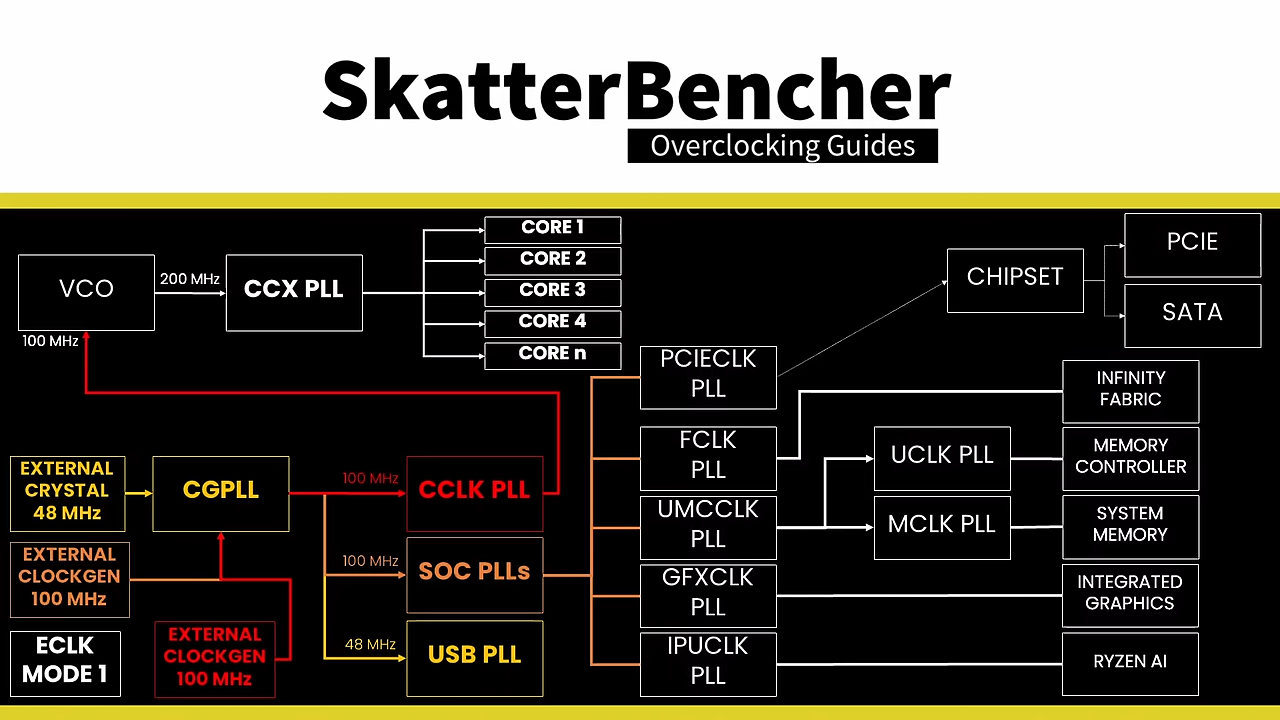 SkatterBencher
Overclocking Guides
VCO
200 MHz
100 MHz
CCX PLL
CORE 1
CORE 2
CORE 3
CORE 4
CORE n
CHIPSET
PCIE
SATA
PCIECLK
PLL
INFINITY
FABRIC
FCLK
PLL
UCLK PLL
MEMORY
CONTROLLER
EXTERNAL
CRYSTAL
48 MHz
CGPLL
100 MHz
CCLK PLL
UMCCLK
PLL
MCLK PLL
SYSTEM
MEMORY
EXTERNAL
CLOCKGEN
100 MHz
100 MHz
SOC PLLs
GFXCLK
PLL
INTEGRATED
GRAPHICS
ECLK
MODE 1
EXTERNAL
CLOCKGEN
100 MHz
48 MHz
USB PLL
IPUCLK
PLL
RYZEN AI